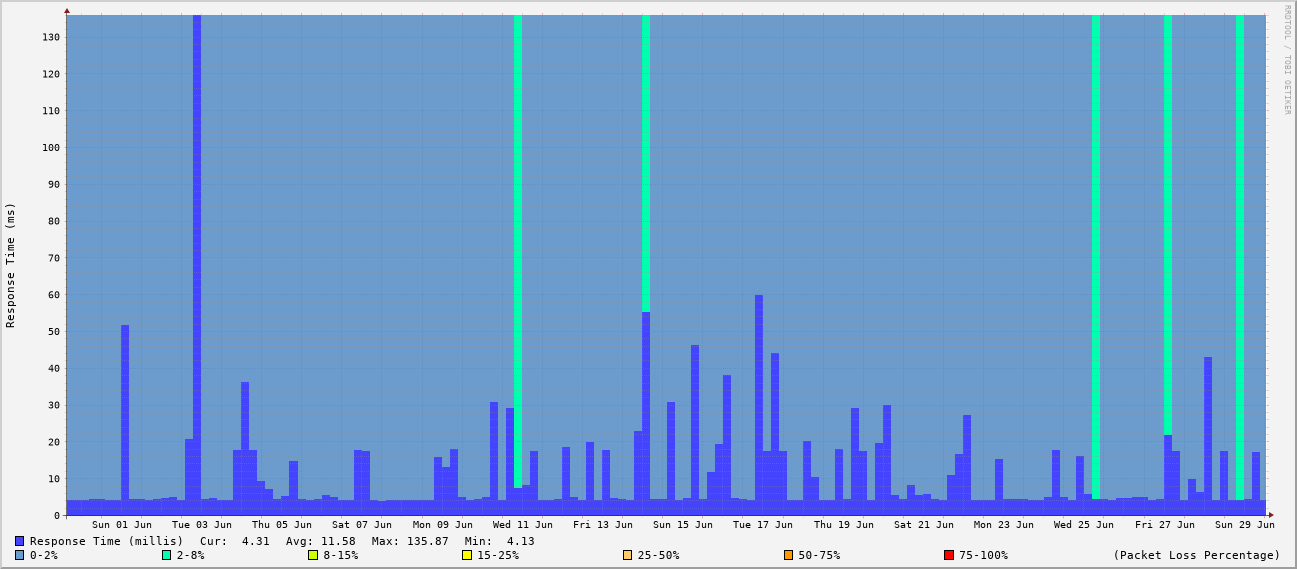 RRDTOOL / TOBI OETIKER
Response Time (ms)
130
120
110
100
90
80
70
60
50
40
30
20
10
0
Sun 01 Jun Tue 03 Jun Thu 05 Jun Sat 07 Jun Mon 09 Jun Wed 11 Jun Fri 13 Jun Sun 15 Jun Tue 17 Jun Thu 19 Jun Sat 21 Jun Mon 23 Jun Wed 25 Jun Fri 27 Jun Sun 29 Jun
Response Time (millis) Cur: 4.31 Avg: 11.58 Max: 135.87 Min: 4.13
0-2% 2-8% 8-15% 15-25% 25-50% 50-75% 75-100% (Packet Loss Percentage)